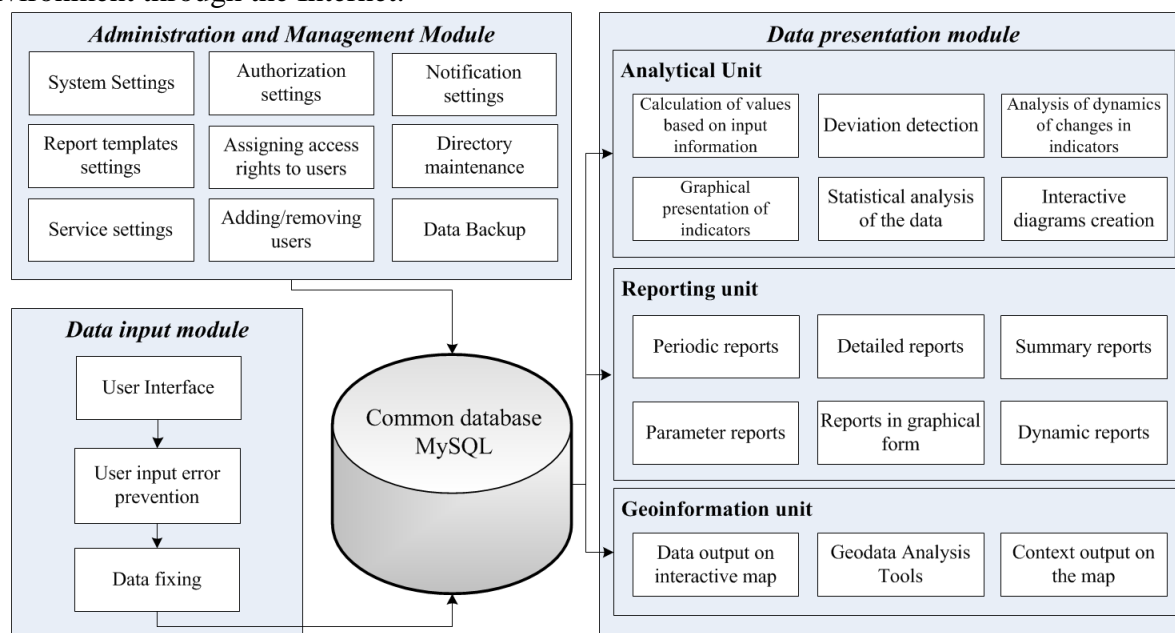 vironment through the Internet.
Administration and Management Module
System Settings
Authorization
settings
Notification
settings
Report templates
settings
Assigning access
rights to users
Directory
maintenance
Service settings
Adding/removing
users
Data Backup
Data input module
User Interface
User input error
prevention
Data fixing
Common database
MySQL
Data presentation module
Analytical Unit
Calculation of values
based on input
information
Deviation detection
Analysis of dynamics
of changes in
indicators
Graphical
presentation of
indicators
Statistical analysis
of the data
Interactive
diagrams creation
Reporting unit
Periodic reports
Detailed reports
Summary reports
Parameter reports
Reports in graphical
form
Dynamic reports
Geoinformation unit
Data output on
interactive map
Geodata Analysis
Tools
Context output on
the map